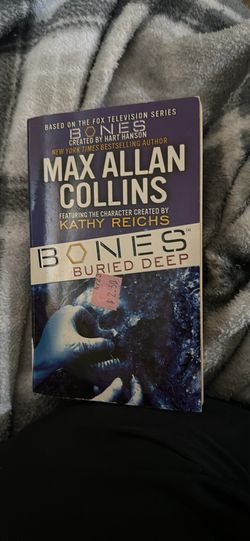 BASED ON THE FOX TELEVISION SERIES
BONES
CREATED BY HART HANSON
NEW YORK TIMES BESTSELLING AUTHOR
MAX ALLAN
COLLINS
FEATURING THE CHARACTER CREATED BY
KATHY REICHS
BONES™
BURIED DEEP